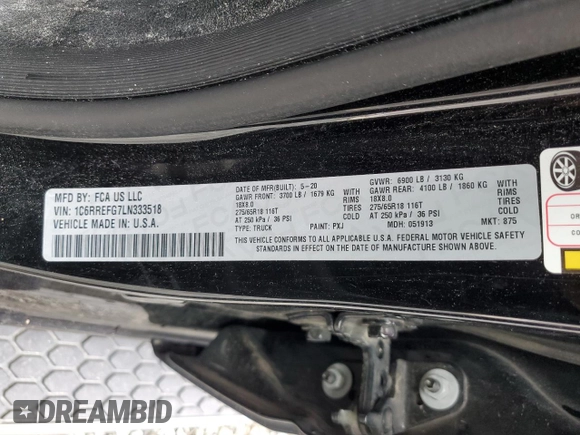 MFD BY: FCA US LLC
VIN: 1C6RREFG7LN333518
VEHICLE MADE IN: U.S.A.
DATE OF MFR(BUILT): 5-20
GAWR FRONT: 3700 LB / 1679 KG
RIMS
18X8.0
TIRES
275/65R18 116T
COLD
AT 250 kPa / 36 PSI
TYPE: TRUCK
PAINT: PXJ
GVWR: 6900 LB / 3130 KG
GAWR REAR: 4100 LB / 1860 KG
RIMS
18X8.0
TIRES
275/65R18 116T
COLD
AT 250 kPa / 36 PSI
MDH: 051913
MKT: 875
THIS VEHICLE CONFORMS TO ALL APPLICABLE U.S.A. FEDERAL MOTOR VEHICLE SAFETY
STANDARDS IN EFFECT ON THE DATE OF MANUFACTURE SHOWN ABOVE
DREAMBID